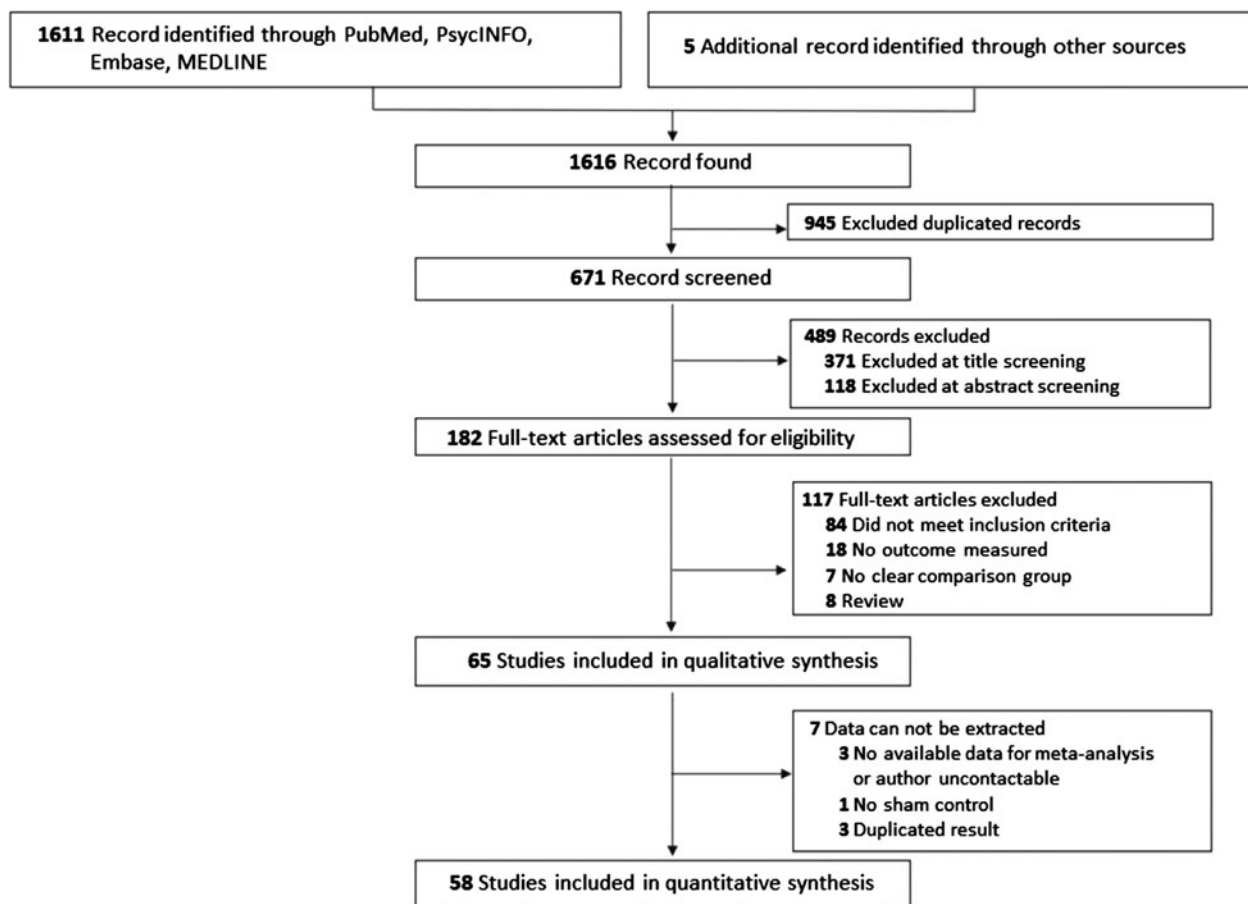 1611 Record identified through PubMed, PsycINFO,
Embase, MEDLINE
5 Additional record identified through other sources
1616 Record found
945 Excluded duplicated records
671 Record screened
489 Records excluded
371 Excluded at title screening
118 Excluded at abstract screening
182 Full-text articles assessed for eligibility
117 Full-text articles excluded
84 Did not meet inclusion criteria
18 No outcome measured
7 No clear comparison group
8 Review
65 Studies included in qualitative synthesis
7 Data can not be extracted
3 No available data for meta-analysis
or author uncontactable
1 No sham control
3 Duplicated result
58 Studies included in quantitative synthesis